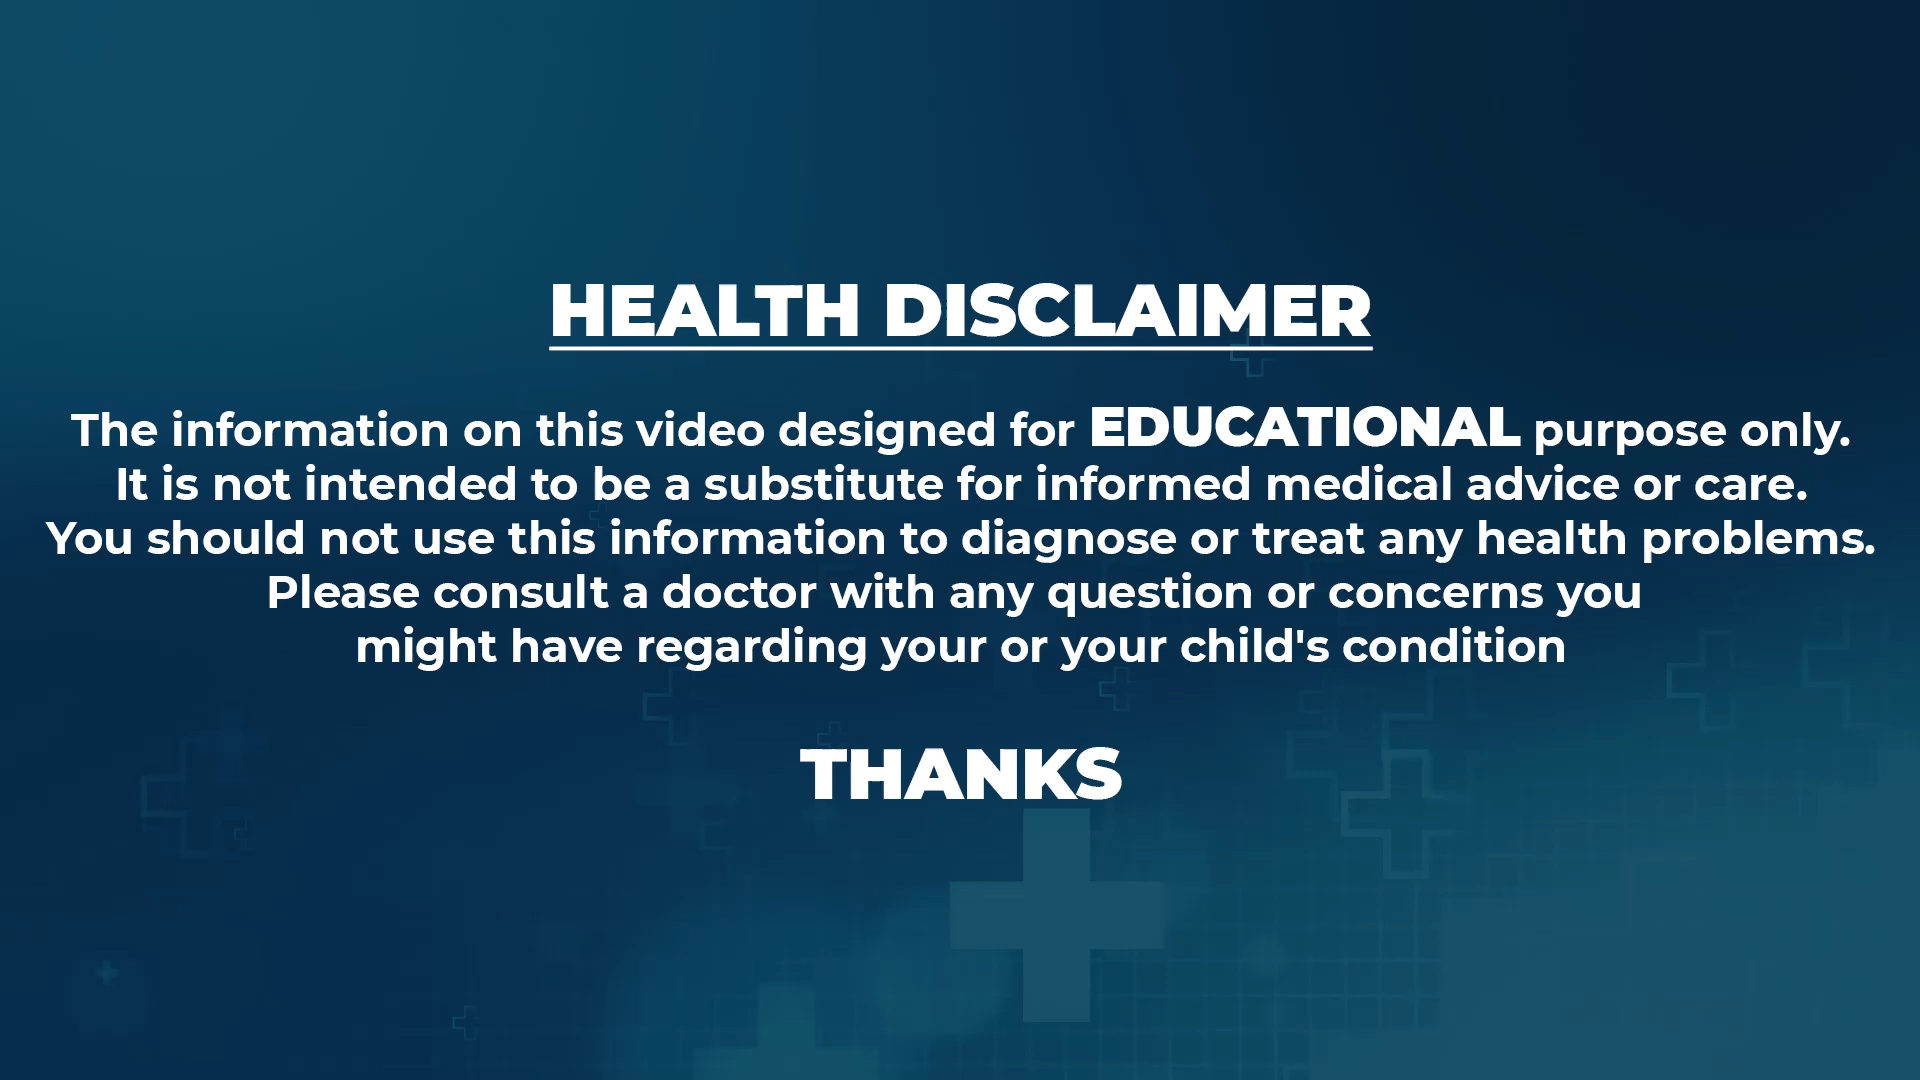 HEALTH DISCLAIMER
The information on this video designed for EDUCATIONAL purpose only.
It is not intended to be a substitute for informed medical advice or care.
You should not use this information to diagnose or treat any health problems.
Please consult a doctor with any question or concerns you
might have regarding your or your child's condition
THANKS